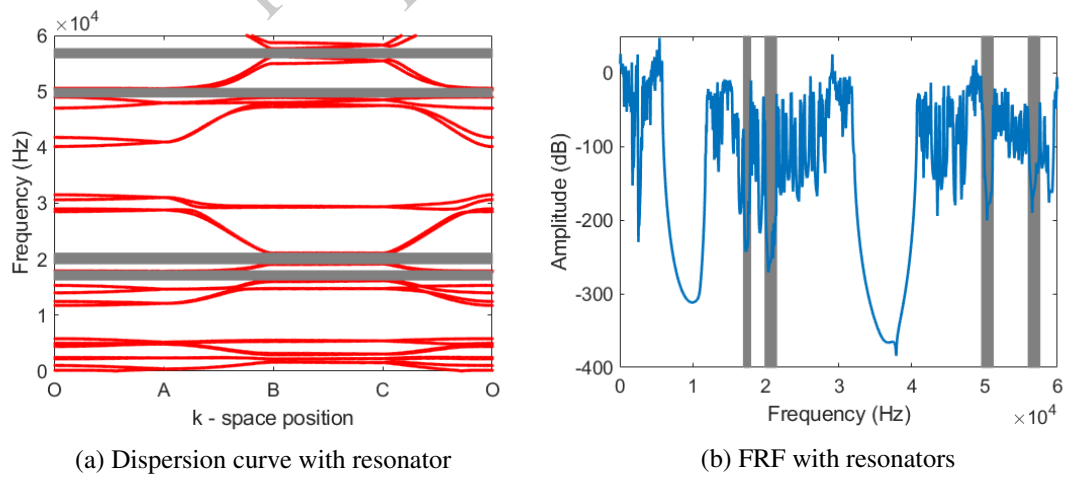 ×10⁴
6
5
4
3
2
1
0
Frequency (Hz)
O A B C O
k - space position
(a) Dispersion curve with resonator
0
-100
-200
-300
-400
Amplitude (dB)
0 1 2 3 4 5 6
Frequency (Hz)
×10⁴
(b) FRF with resonators